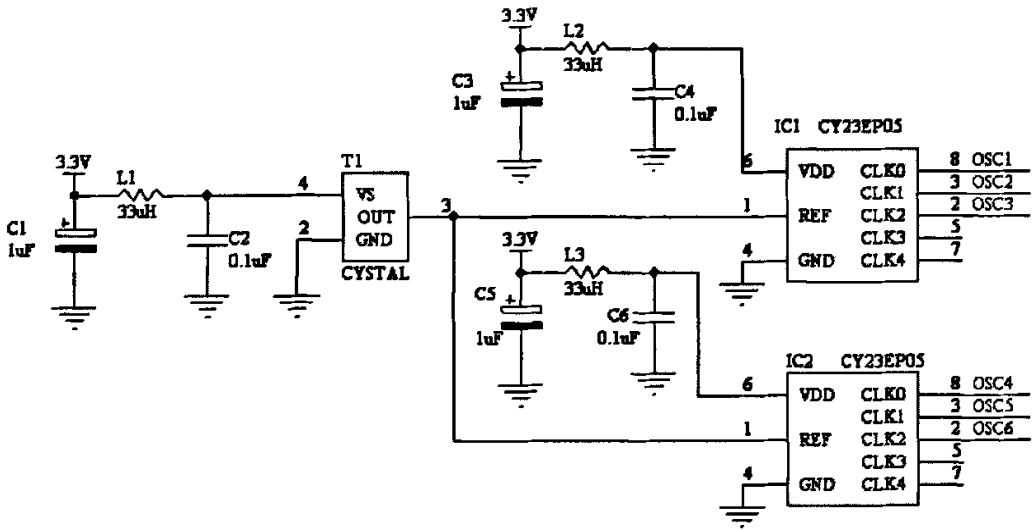 3.3V
L2
33uH
C3
1uF
C4
0.1uF
IC1 CY23EP05
6 VDD CLK0 8 OSC1
CLK1 3 OSC2
1 REF CLK2 2 OSC3
CLK3 5
4 GND CLK4 7
3.3V
L1
33uH
C1
1uF
C2
0.1uF
T1
4 VS
OUT 3
2 GND
CYSTAL
3.3V
L3
33uH
C5
1uF
C6
0.1uF
IC2 CY23EP05
6 VDD CLK0 8 OSC4
CLK1 3 OSC5
1 REF CLK2 2 OSC6
CLK3 5
4 GND CLK4 7